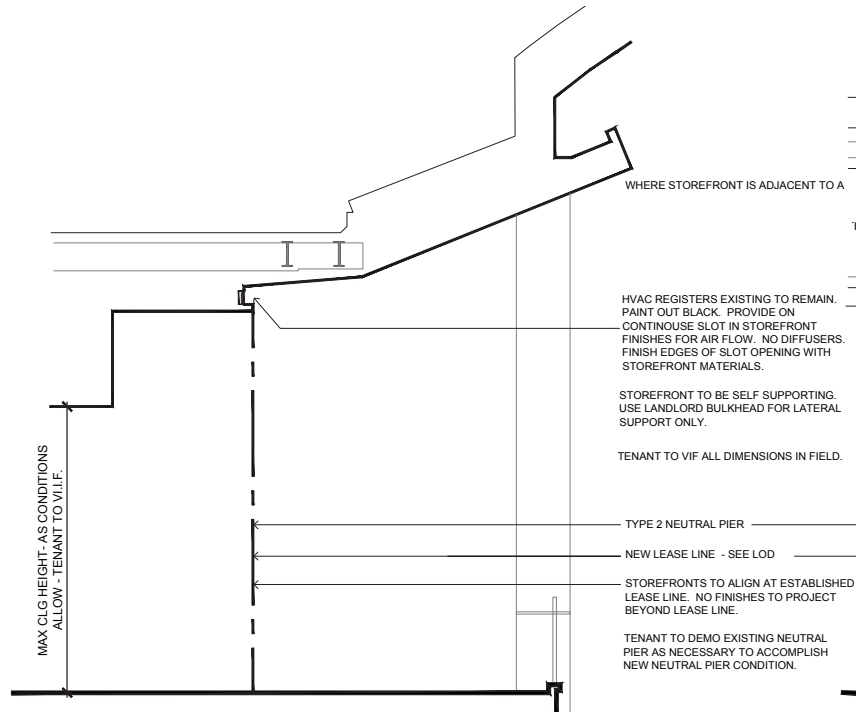 WHERE STOREFRONT IS ADJACENT TO A
HVAC REGISTERS EXISTING TO REMAIN.
PAINT OUT BLACK. PROVIDE ON
CONTINOUSE SLOT IN STOREFRONT
FINISHES FOR AIR FLOW. NO DIFFUSERS.
FINISH EDGES OF SLOT OPENING WITH
STOREFRONT MATERIALS.
STOREFRONT TO BE SELF SUPPORTING.
USE LANDLORD BULKHEAD FOR LATERAL
SUPPORT ONLY.
TENANT TO VIF ALL DIMENSIONS IN FIELD.
MAX CLG HEIGHT- AS CONDITIONS
ALLOW - TENANT TO VI.I.F.
TYPE 2 NEUTRAL PIER
NEW LEASE LINE - SEE LOD
STOREFRONTS TO ALIGN AT ESTABLISHED
LEASE LINE. NO FINISHES TO PROJECT
BEYOND LEASE LINE.
TENANT TO DEMO EXISTING NEUTRAL
PIER AS NECESSARY TO ACCOMPLISH
NEW NEUTRAL PIER CONDITION.